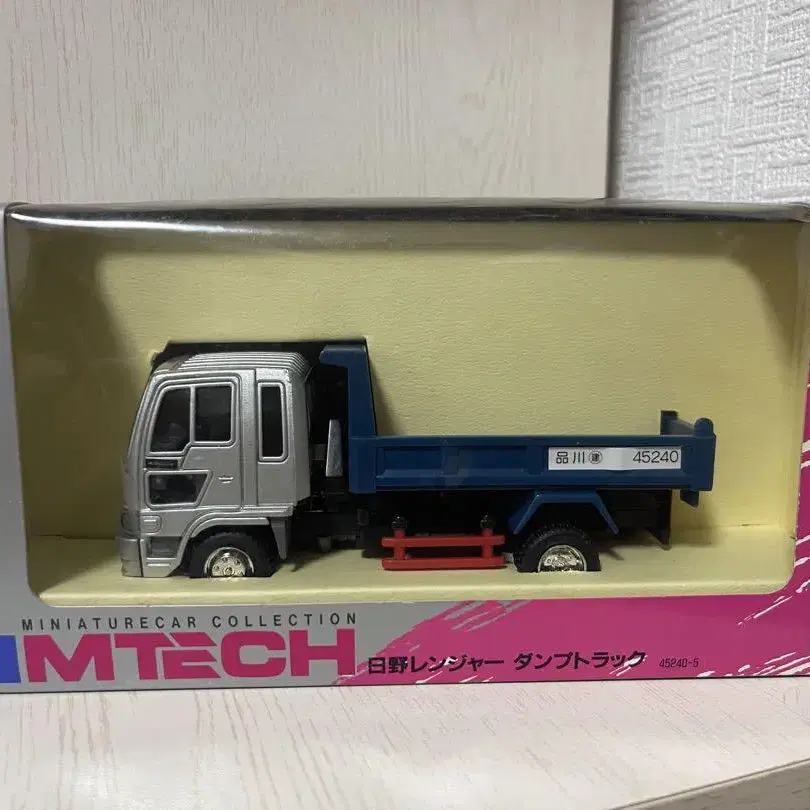 品川 建 45240
MINIATURECAR COLLECTION
MTECH 日野レンジャー ダンプトラック 45240-5